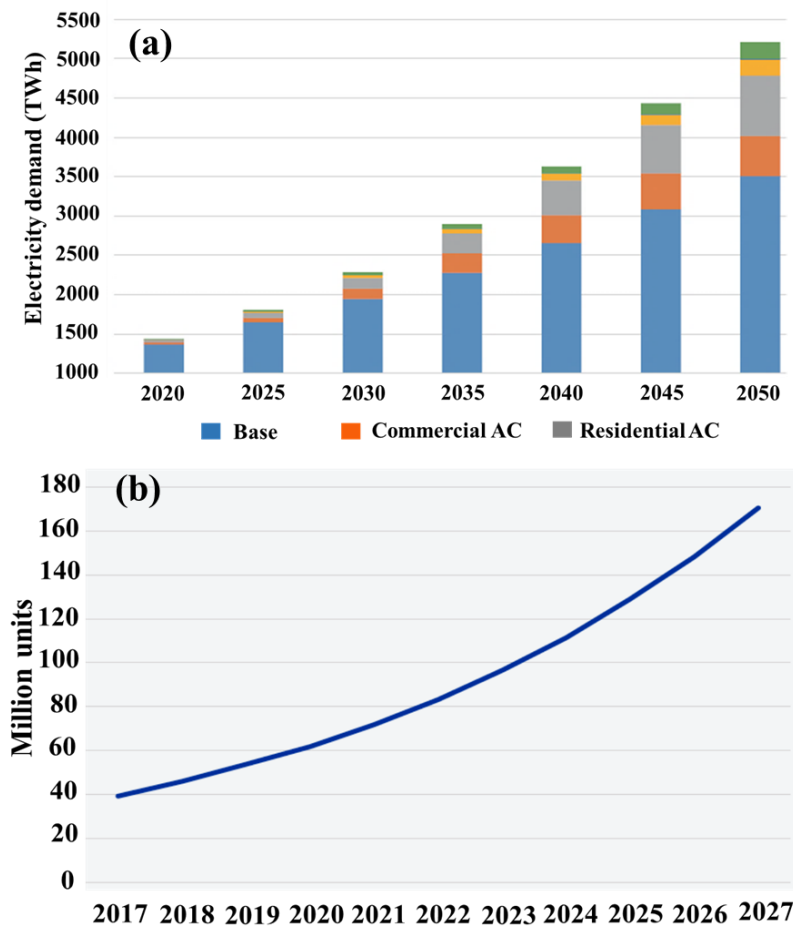 (a)
Electricity demand (TWh)
5500
5000
4500
4000
3500
3000
2500
2000
1500
1000
2020 2025 2030 2035 2040 2045 2050
Base Commercial AC Residential AC
(b)
Million units
180
160
140
120
100
80
60
40
20
0
2017 2018 2019 2020 2021 2022 2023 2024 2025 2026 2027